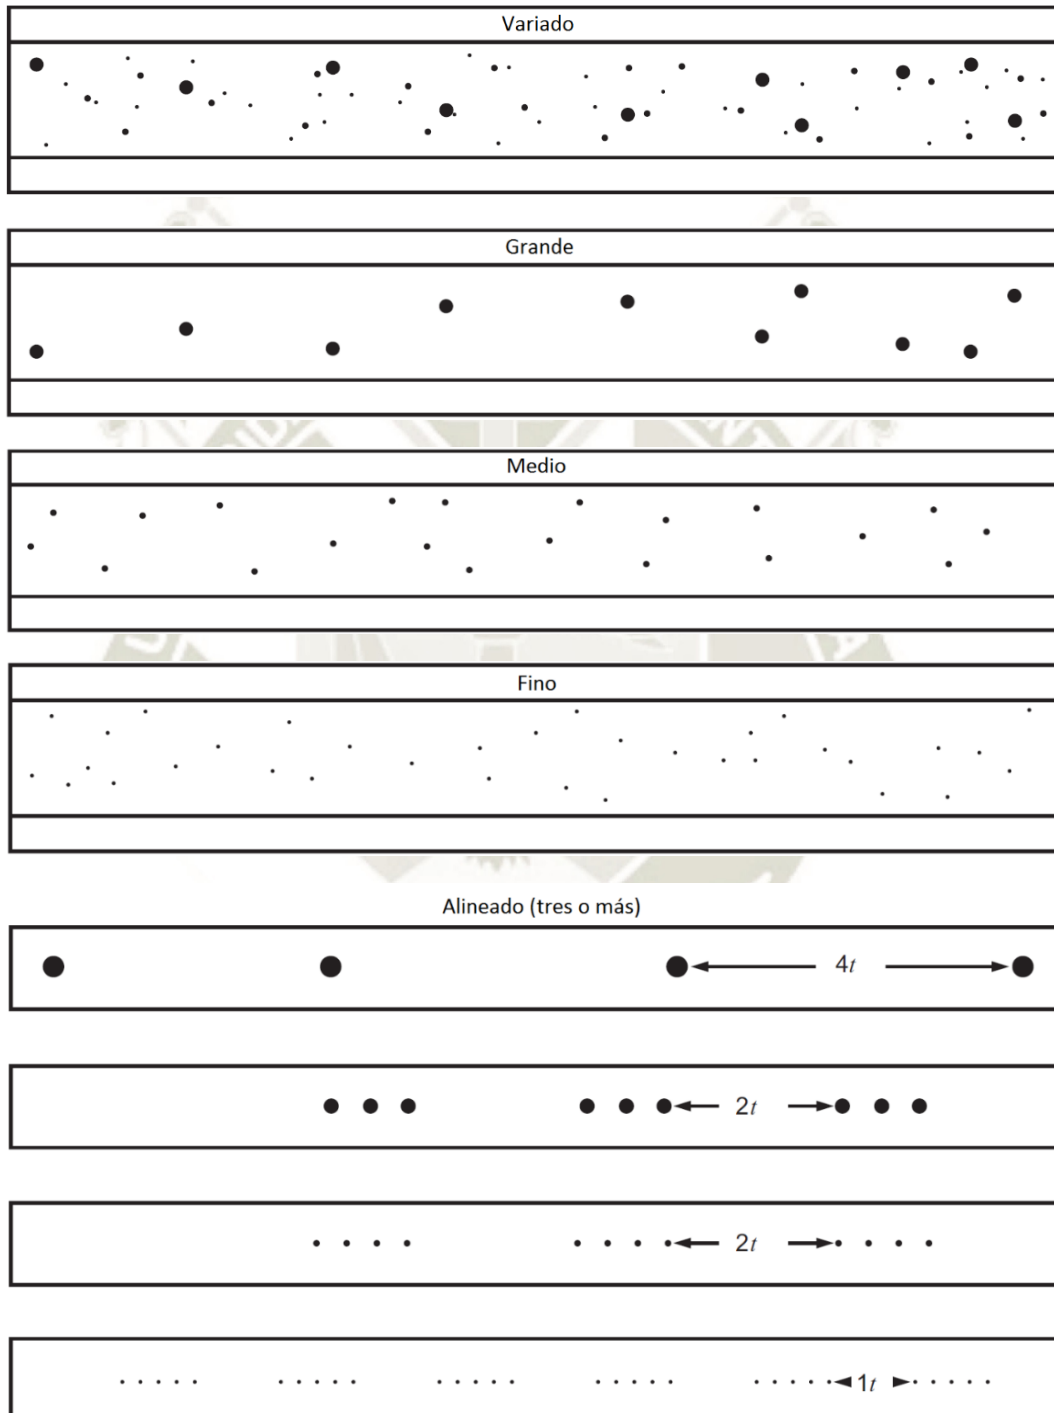 Variado
Grande
Medio
Fino
Alineado (tres o más)
4t
2t
2t
1t